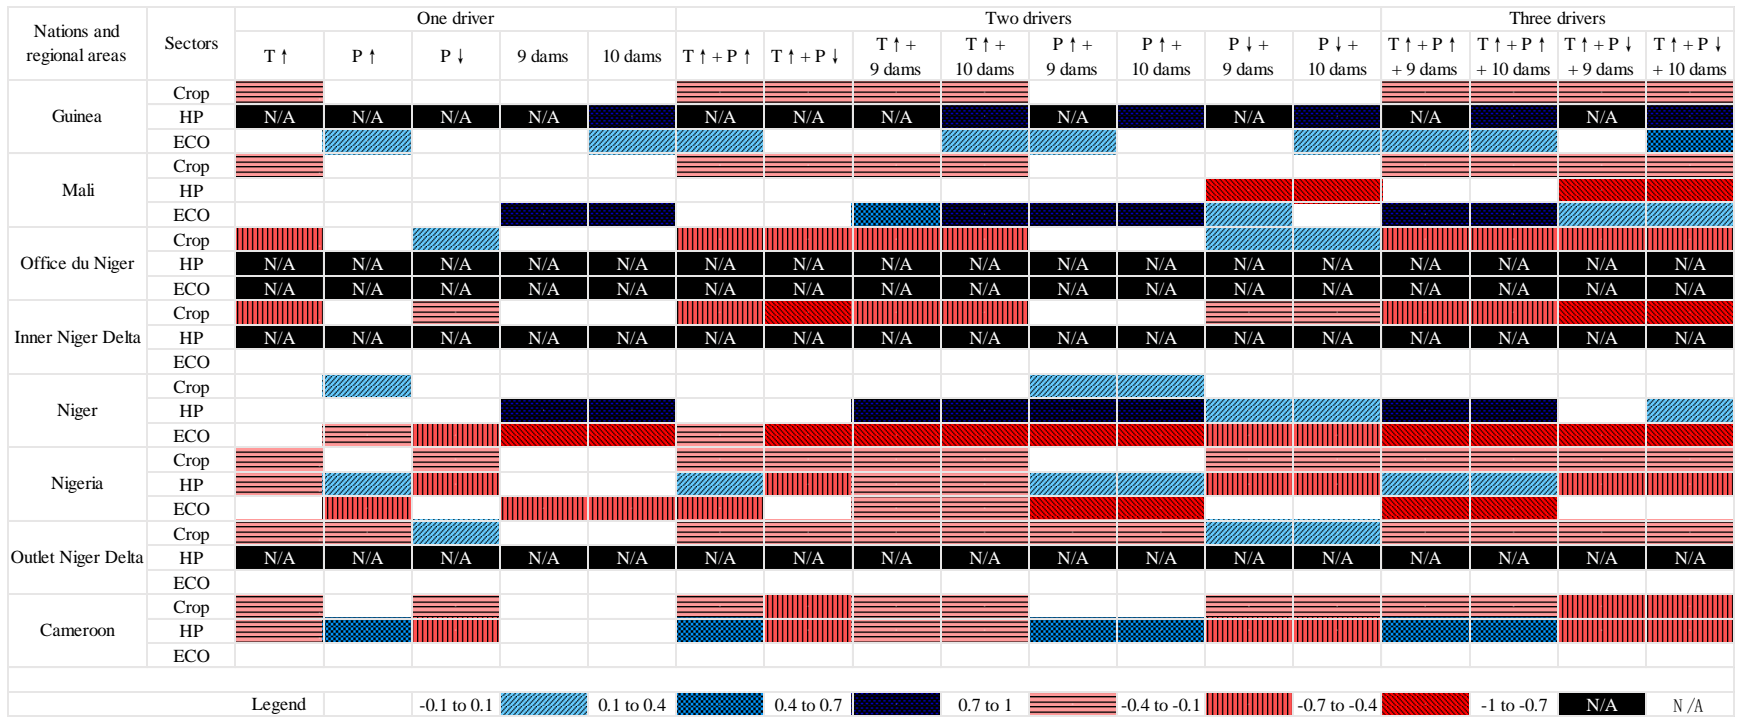 Nations and regional areas Sectors One driver Two drivers Three drivers
T ↑ P ↑ P ↓ 9 dams 10 dams T ↑ + P ↑ T ↑ + P ↓ T ↑ + 9 dams T ↑ + 10 dams P ↑ + 9 dams P ↑ + 10 dams P ↓ + 9 dams P ↓ + 10 dams T ↑ + P ↑ + 9 dams T ↑ + P ↑ + 10 dams T ↑ + P ↓ + 9 dams T ↑ + P ↓ + 10 dams
Guinea
Crop
HP N/A N/A N/A N/A N/A N/A N/A N/A N/A N/A N/A
ECO
Mali
Crop
HP
ECO
Office du Niger
Crop
HP N/A N/A N/A N/A N/A N/A N/A N/A N/A N/A N/A N/A N/A N/A N/A N/A N/A
ECO N/A N/A N/A N/A N/A N/A N/A N/A N/A N/A N/A N/A N/A N/A N/A N/A N/A
Inner Niger Delta
Crop
HP N/A N/A N/A N/A N/A N/A N/A N/A N/A N/A N/A N/A N/A N/A N/A N/A N/A
ECO
Niger
Crop
HP
ECO
Nigeria
Crop
HP
ECO
Outlet Niger Delta
Crop
HP N/A N/A N/A N/A N/A N/A N/A N/A N/A N/A N/A N/A N/A N/A N/A N/A N/A
ECO
Cameroon
Crop
HP
ECO
Legend -0.1 to 0.1 0.1 to 0.4 0.4 to 0.7 0.7 to 1 -0.4 to -0.1 -0.7 to -0.4 -1 to -0.7 N/A N/A